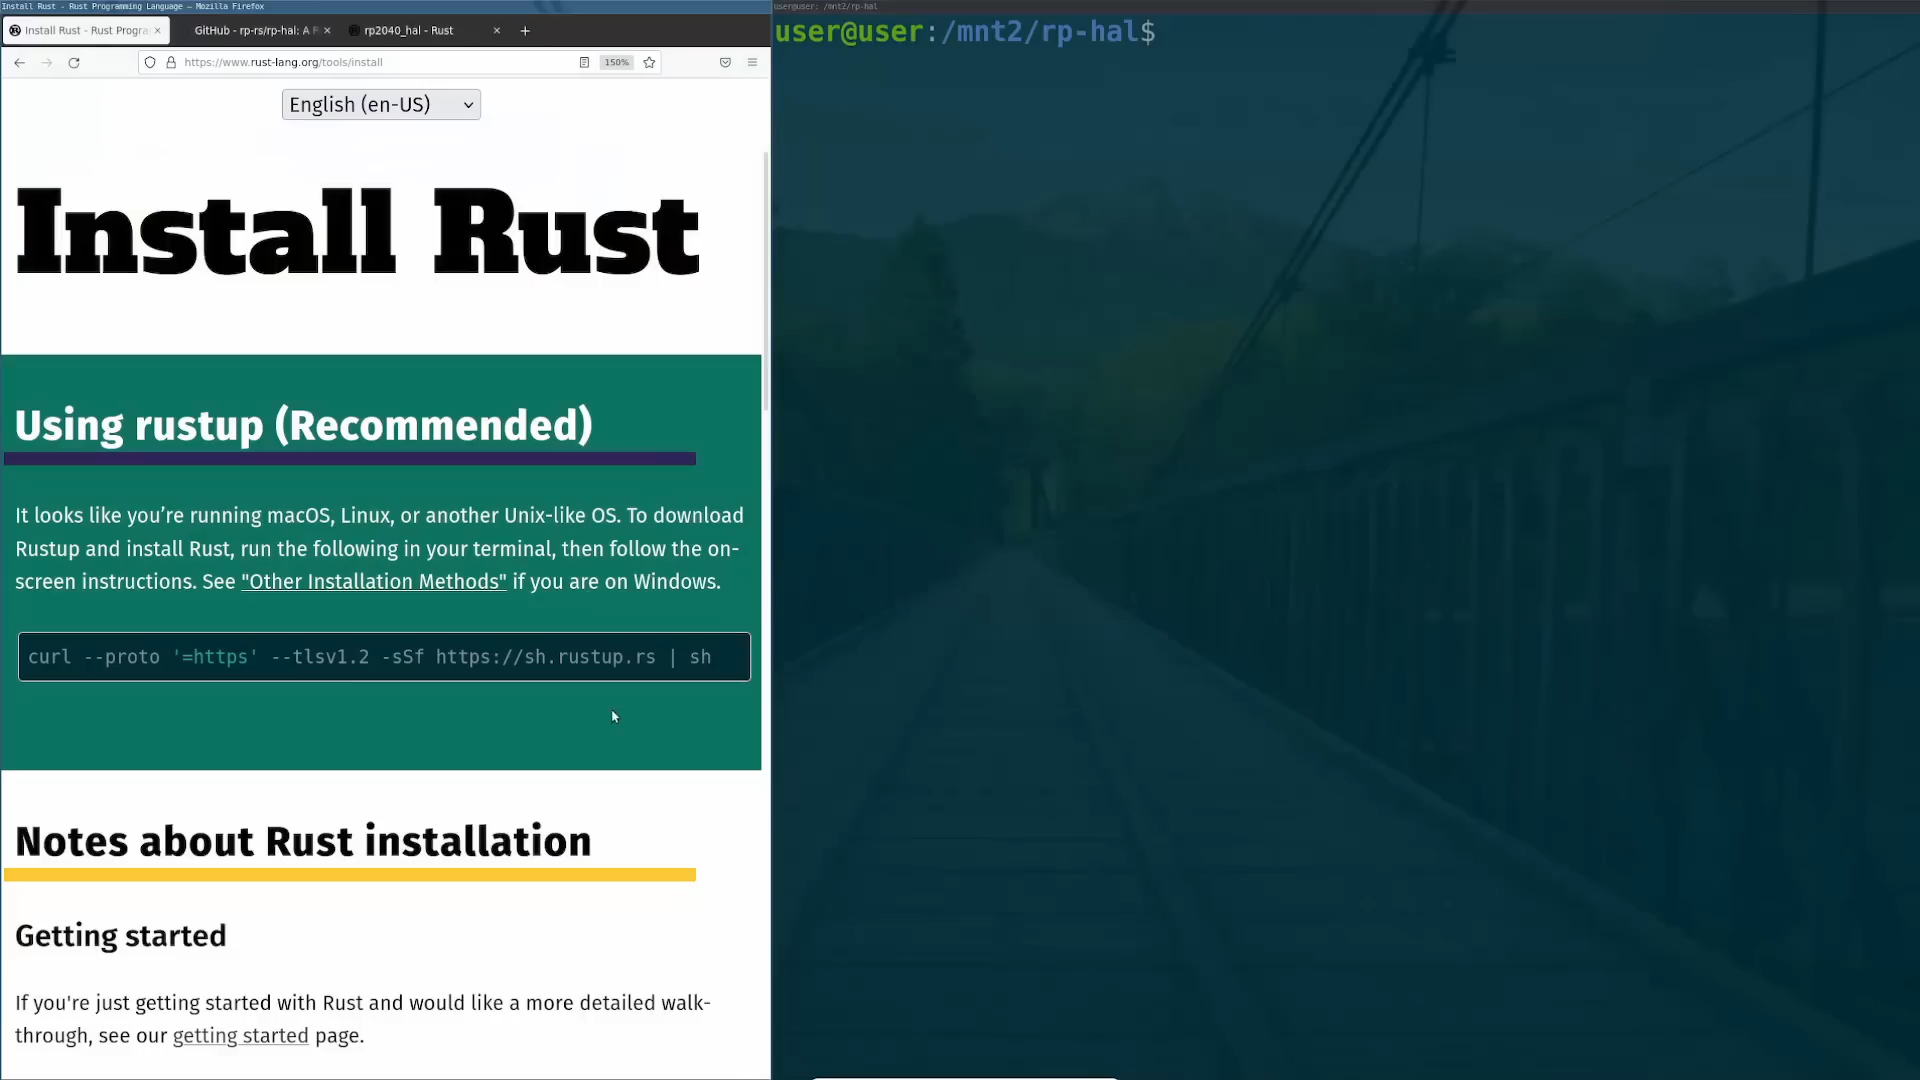 Install Rust - Rust Programming Language — Mozilla Firefox
user@user: /mnt2/rp-hal
Install Rust - Rust Progra
GitHub - rp-rs/rp-hal: A R
rp2040_hal - Rust
user@user:/mnt2/rp-hal$
https://www.rust-lang.org/tools/install
150%
English (en-US)
Install Rust
Using rustup (Recommended)
It looks like you’re running macOS, Linux, or another Unix-like OS. To download
Rustup and install Rust, run the following in your terminal, then follow the on-
screen instructions. See "Other Installation Methods" if you are on Windows.
curl --proto '=https' --tlsv1.2 -sSf https://sh.rustup.rs | sh
Notes about Rust installation
Getting started
If you're just getting started with Rust and would like a more detailed walk-
through, see our getting started page.